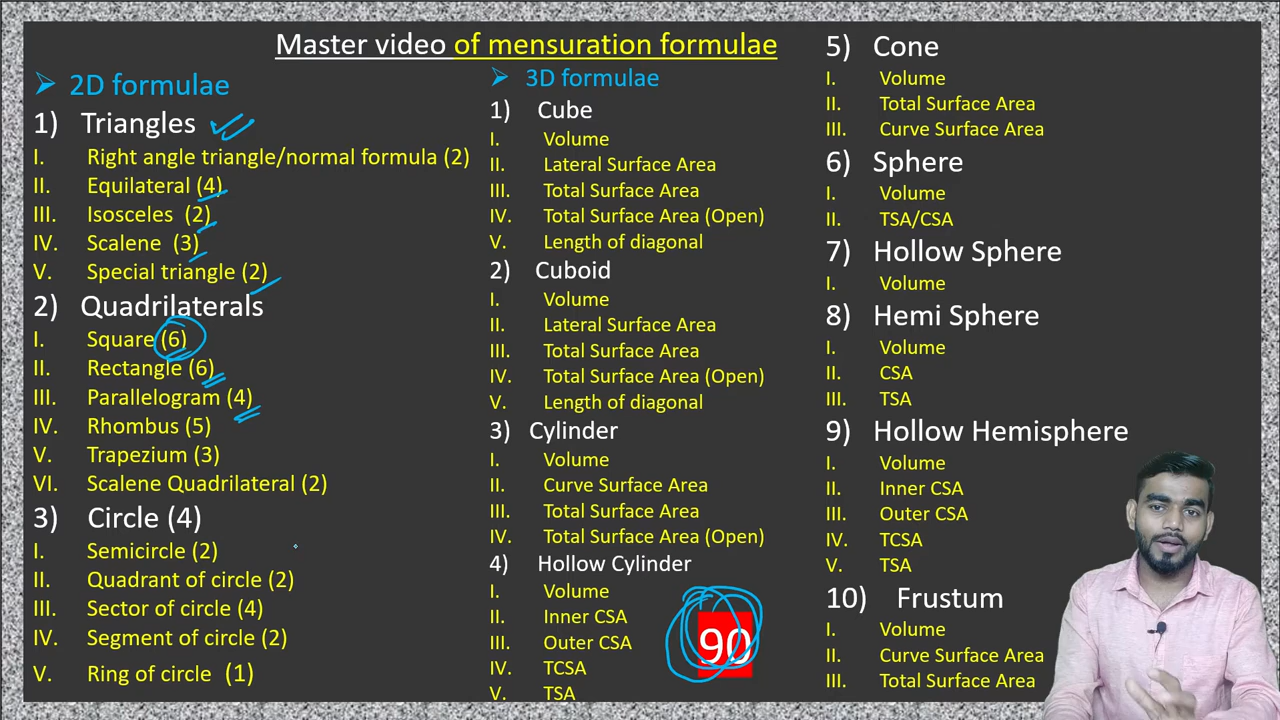 Master video of mensuration formulae
➢ 2D formulae
1) Triangles
I. Right angle triangle/normal formula (2)
II. Equilateral (4)
III. Isosceles (2)
IV. Scalene (3)
V. Special triangle (2)
2) Quadrilaterals
I. Square (6)
II. Rectangle (6)
III. Parallelogram (4)
IV. Rhombus (5)
V. Trapezium (3)
VI. Scalene Quadrilateral (2)
3) Circle (4)
I. Semicircle (2)
II. Quadrant of circle (2)
III. Sector of circle (4)
IV. Segment of circle (2)
V. Ring of circle (1)
➢ 3D formulae
1) Cube
I. Volume
II. Lateral Surface Area
III. Total Surface Area
IV. Total Surface Area (Open)
V. Length of diagonal
2) Cuboid
I. Volume
II. Lateral Surface Area
III. Total Surface Area
IV. Total Surface Area (Open)
V. Length of diagonal
3) Cylinder
I. Volume
II. Curve Surface Area
III. Total Surface Area
IV. Total Surface Area (Open)
4) Hollow Cylinder
I. Volume
II. Inner CSA
III. Outer CSA
IV. TCSA
V. TSA
90
5) Cone
I. Volume
II. Total Surface Area
III. Curve Surface Area
6) Sphere
I. Volume
II. TSA/CSA
7) Hollow Sphere
I. Volume
8) Hemi Sphere
I. Volume
II. CSA
III. TSA
9) Hollow Hemisphere
I. Volume
II. Inner CSA
III. Outer CSA
IV. TCSA
V. TSA
10) Frustum
I. Volume
II. Curve Surface Area
III. Total Surface Area